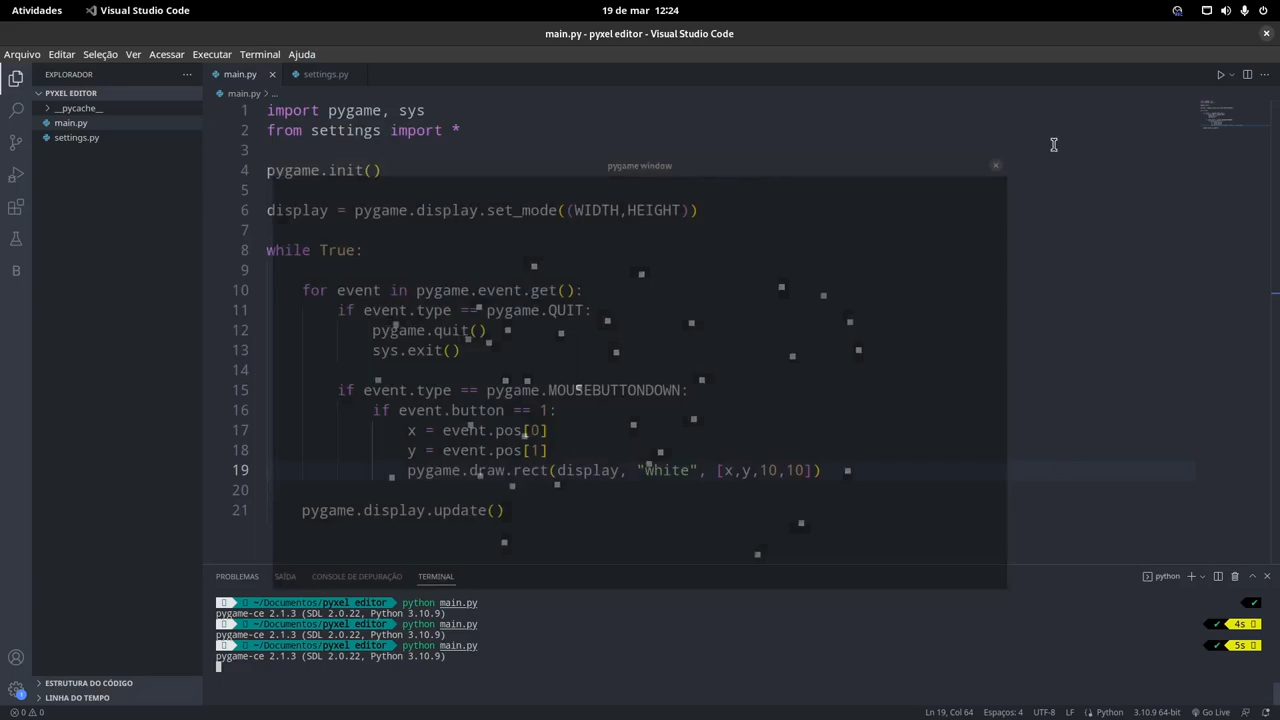 Atividades
Visual Studio Code
19 de mar 12:24
main.py - pyxel editor - Visual Studio Code
Arquivo Editar Seleção Ver Acessar Executar Terminal Ajuda
EXPLORADOR
PYXEL EDITOR
__pycache__
main.py
settings.py
main.py
settings.py
main.py > ...
1 import pygame, sys
2 from settings import *
3
4 pygame.init()
5
6 display = pygame.display.set_mode((WIDTH,HEIGHT))
7
8 while True:
9
10 for event in pygame.event.get():
11 if event.type == pygame.QUIT:
12 pygame.quit()
13 sys.exit()
14
15 if event.type == pygame.MOUSEBUTTONDOWN:
16 if event.button == 1:
17 x = event.pos[0]
18 y = event.pos[1]
19 pygame.draw.rect(display, "white", [x,y,10,10])
20
21 pygame.display.update()
pygame window
PROBLEMAS SAÍDA CONSOLE DE DEPURAÇÃO TERMINAL
python
~/Documentos/pyxel editor python main.py
pygame-ce 2.1.3 (SDL 2.0.22, Python 3.10.9)
~/Documentos/pyxel editor python main.py 4s
pygame-ce 2.1.3 (SDL 2.0.22, Python 3.10.9)
~/Documentos/pyxel editor python main.py 5s
pygame-ce 2.1.3 (SDL 2.0.22, Python 3.10.9)
ESTRUTURA DO CÓDIGO
LINHA DO TEMPO
1
0 0
Ln 19, Col 64 Espaços: 4 UTF-8 LF Python 3.10.9 64-bit Go Live